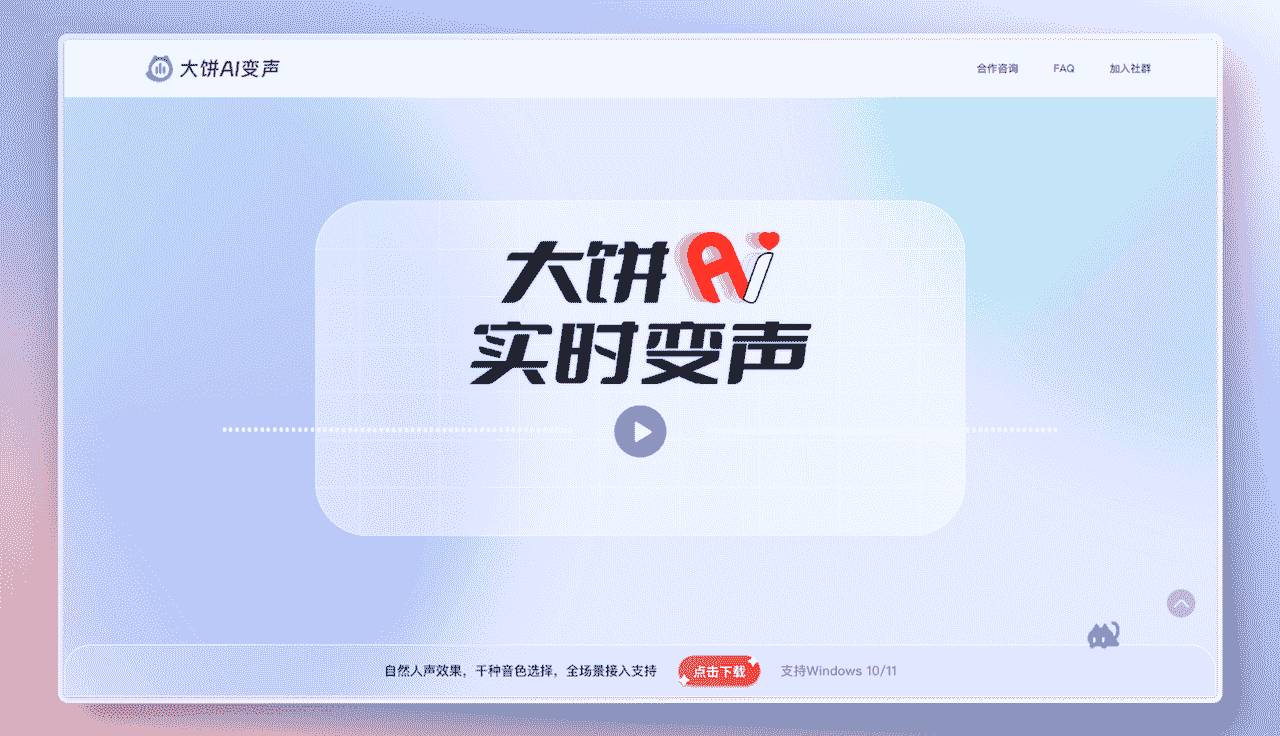 大饼AI变声
合作咨询
FAQ
加入社群
大饼Ai
实时变声
自然人声效果，千种音色选择，全场景接入支持
点击下载
支持Windows 10/11